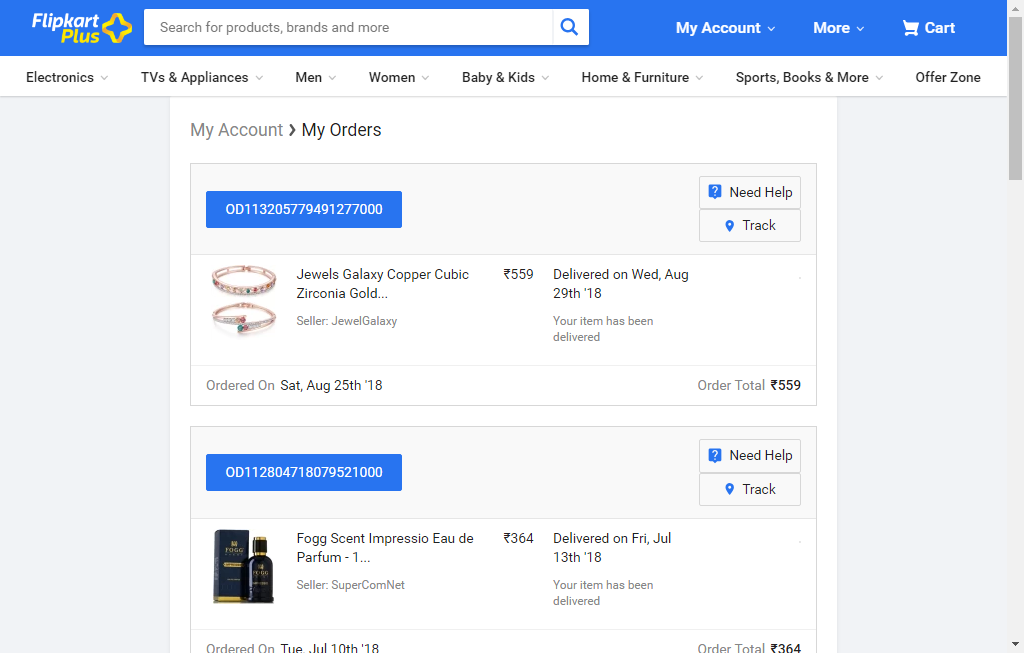 Flipkart
Plus
Search for products, brands and more
My Account
More
Cart
Electronics
TVs & Appliances
Men
Women
Baby & Kids
Home & Furniture
Sports, Books & More
Offer Zone
My Account ❯ My Orders
OD113205779491277000
Need Help
Track
Jewels Galaxy Copper Cubic
Zirconia Gold...
Seller: JewelGalaxy
₹559
Delivered on Wed, Aug
29th '18
Your item has been
delivered
Ordered On Sat, Aug 25th '18
Order Total ₹559
OD112804718079521000
Need Help
Track
FOGG
FOGG
Fogg Scent Impressio Eau de
Parfum - 1...
Seller: SuperComNet
₹364
Delivered on Fri, Jul
13th '18
Your item has been
delivered
Ordered On Tue, Jul 10th '18
Order Total ₹364